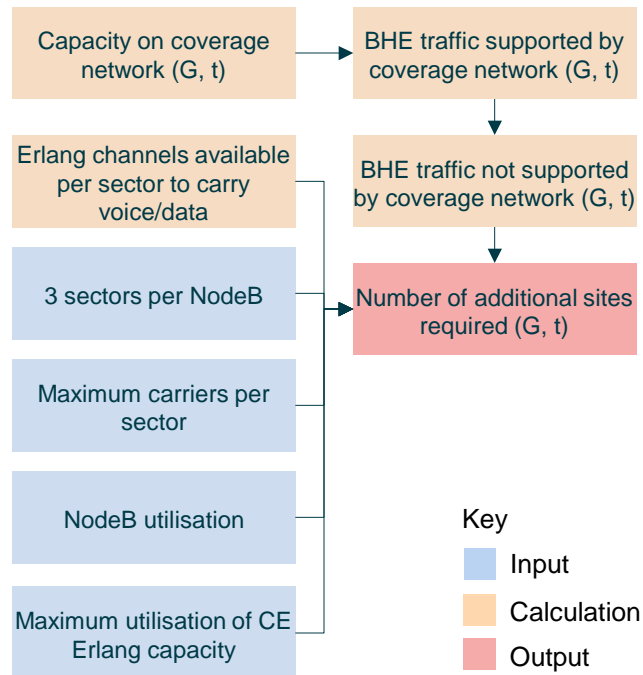 Capacity on coverage
network (G, t)
BHE traffic supported by
coverage network (G, t)
Erlang channels available
per sector to carry
voice/data
BHE traffic not supported
by coverage network (G, t)
3 sectors per NodeB
Number of additional sites
required (G, t)
Maximum carriers per
sector
NodeB utilisation
Maximum utilisation of CE
Erlang capacity
Key
Input
Calculation
Output